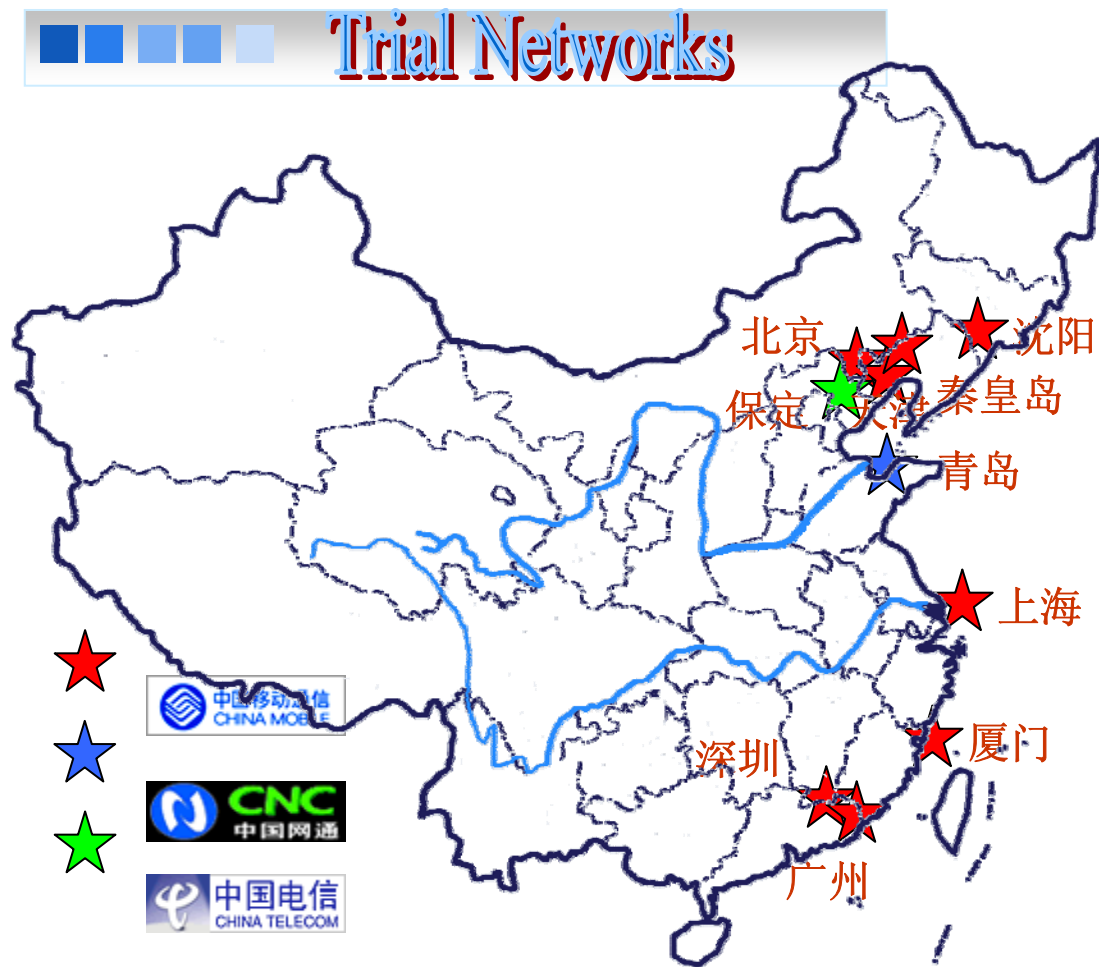 Trial Networks
北京
沈阳
保定
天津
秦皇岛
青岛
上海
中国移动通信
CHINA MOBILE
深圳
厦门
CNC
中国网通
广州
中国电信
CHINA TELECOM